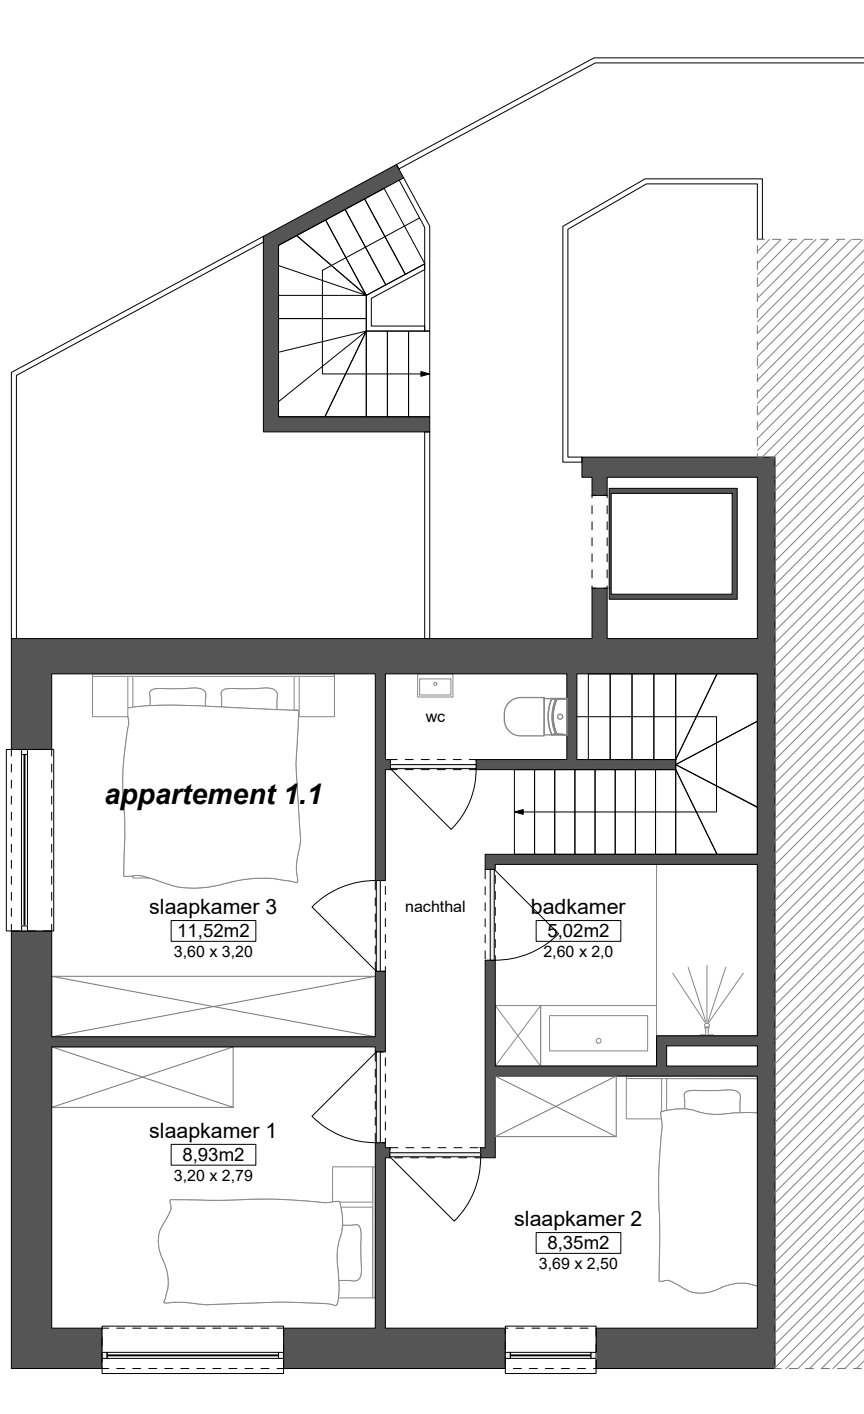 wc
appartement 1.1
slaapkamer 3
11,52m2
3,60 x 3,20
nachthal
badkamer
5,02m2
2,60 x 2,0
slaapkamer 1
8,93m2
3,20 x 2,79
slaapkamer 2
8,35m2
3,69 x 2,50